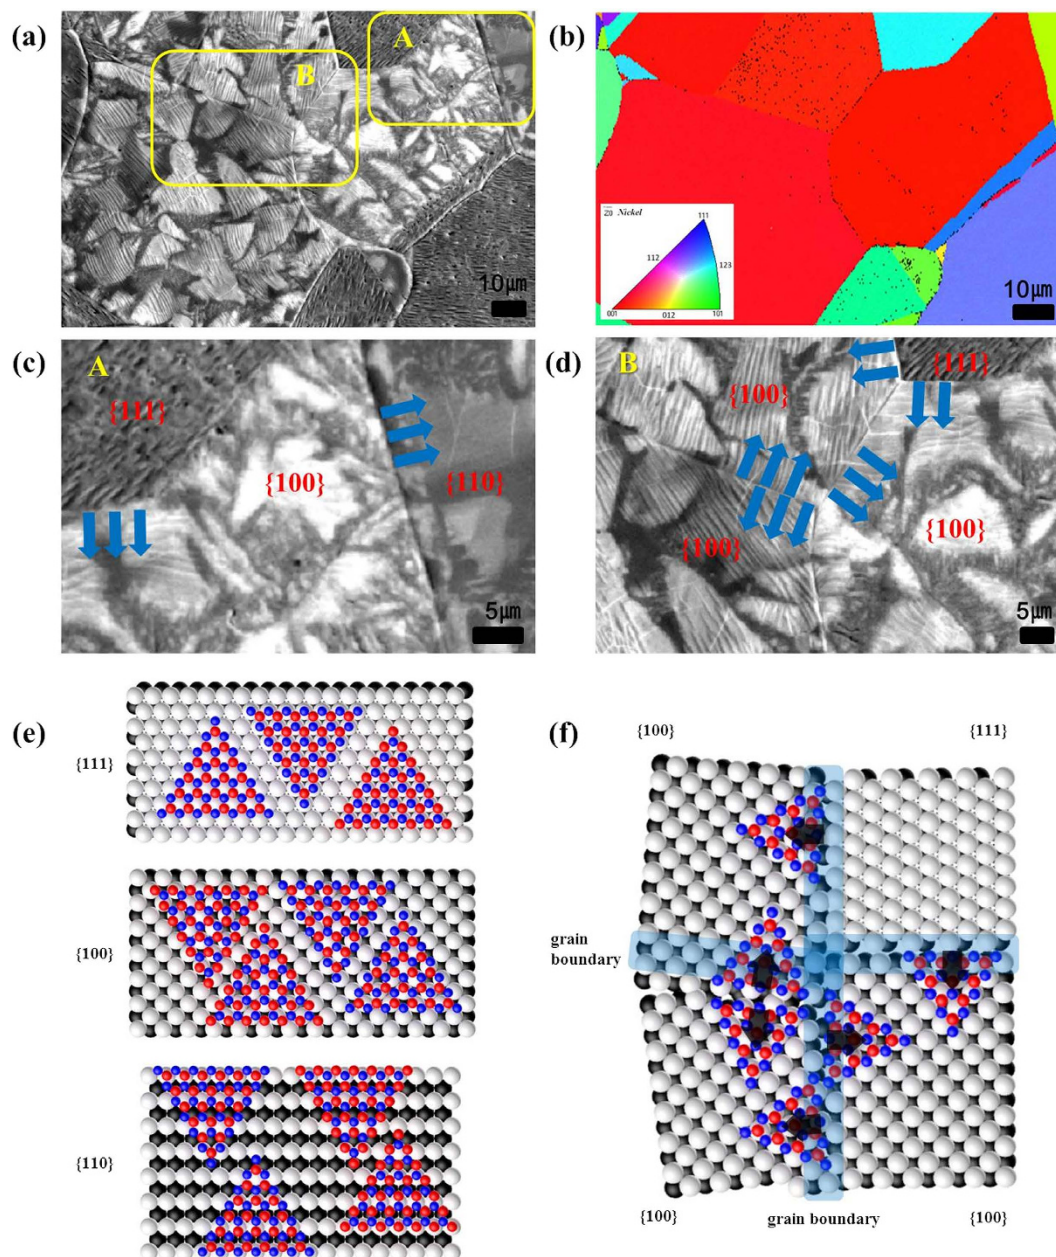 (a)
A
B
10μm
(b)
Nickel
111
112
123
001
012
101
10μm
(c)
A
{111}
{100}
{110}
5μm
(d)
B
{100}
{111}
{100}
{100}
5μm
(e)
{111}
{100}
{110}
(f)
{100}
{111}
grain
boundary
{100}
grain boundary
{100}